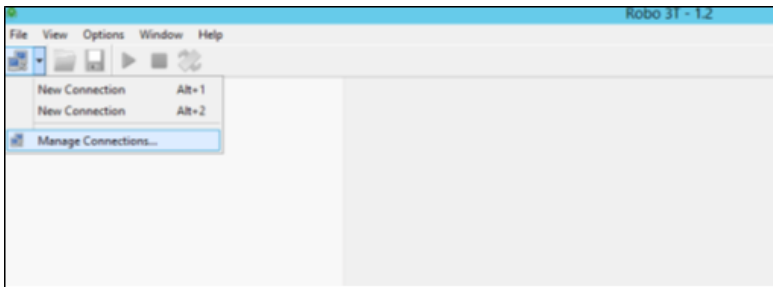 Robo 3T - 1.2
File View Options Window Help
New Connection Alt+1
New Connection Alt+2
Manage Connections...